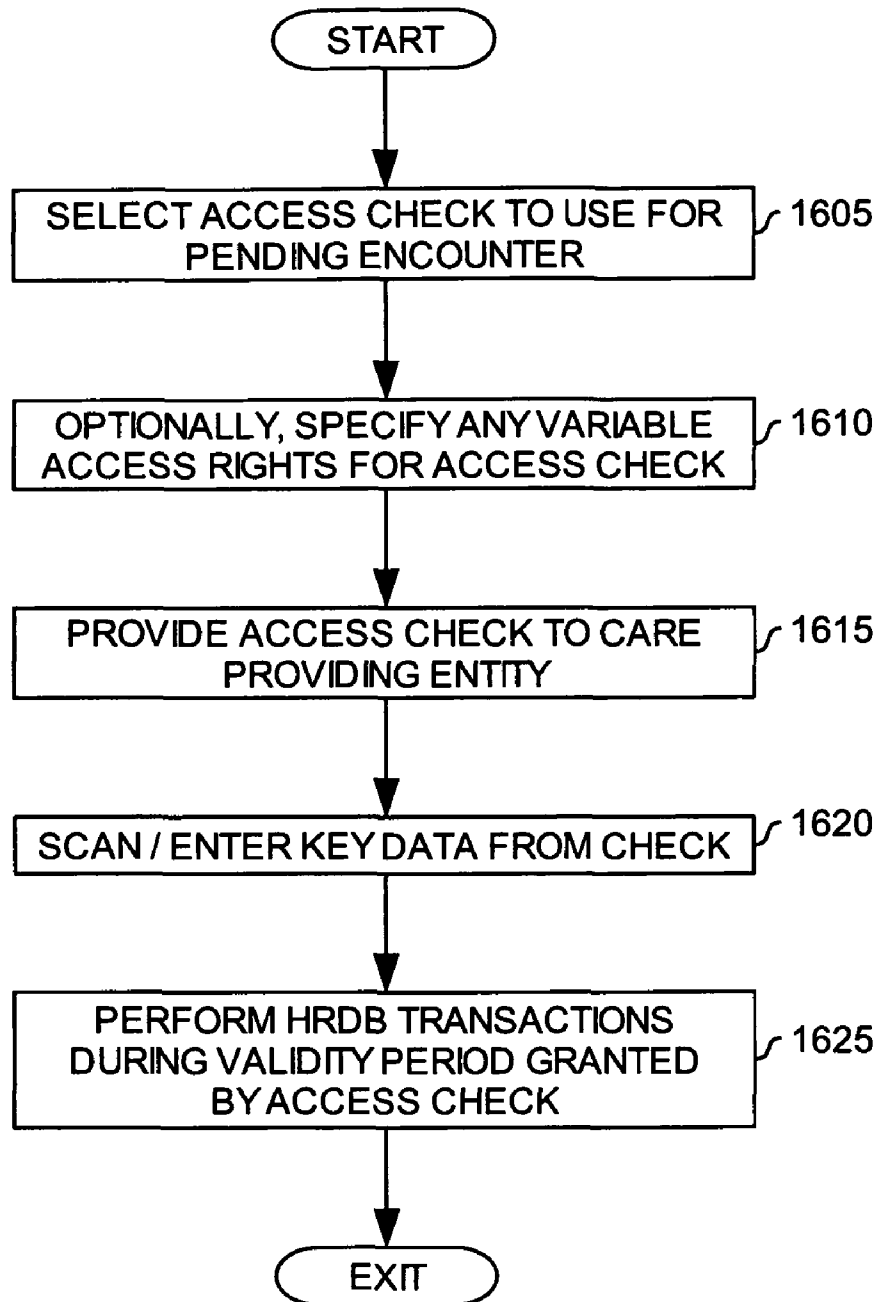 START
SELECT ACCESS CHECK TO USE FOR
PENDING ENCOUNTER
1605
OPTIONALLY, SPECIFY ANY VARIABLE
ACCESS RIGHTS FOR ACCESS CHECK
1610
PROVIDE ACCESS CHECK TO CARE
PROVIDING ENTITY
1615
SCAN / ENTER KEY DATA FROM CHECK
1620
PERFORM HRDB TRANSACTIONS
DURING VALIDITY PERIOD GRANTED
BY ACCESS CHECK
1625
EXIT